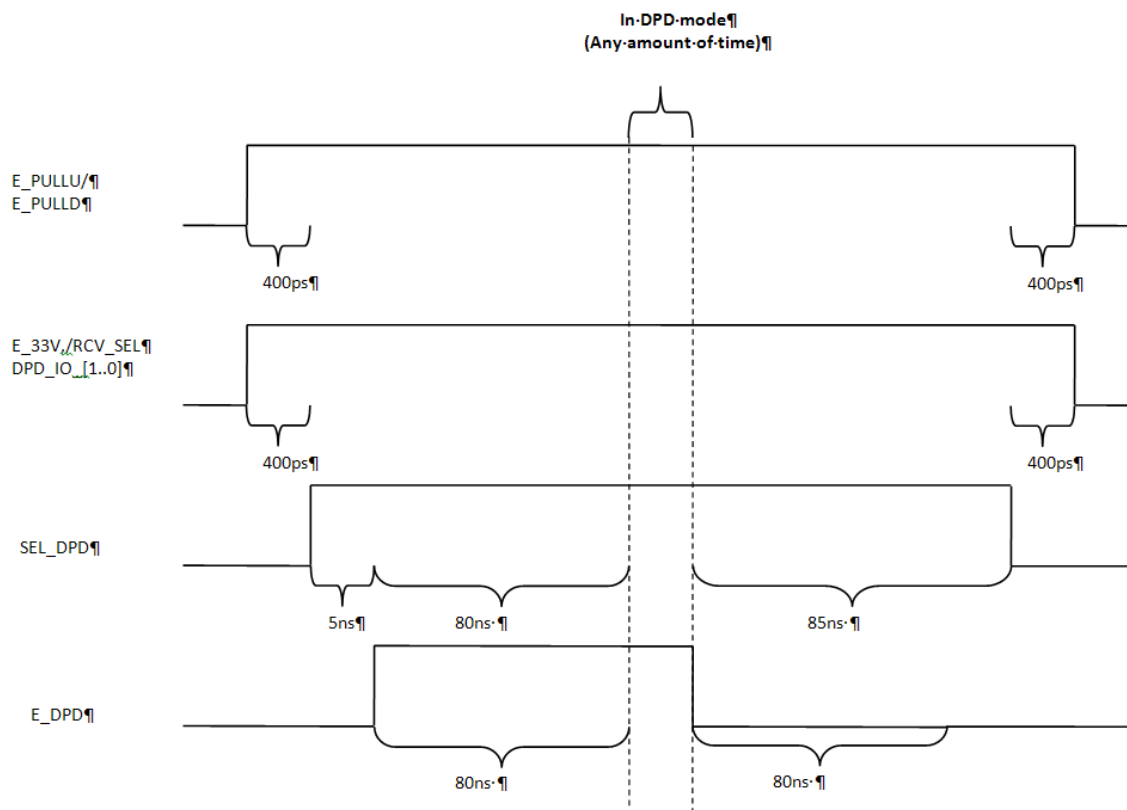 In·DPD·mode¶
(Any·amount·of·time)¶
E_PULLU/¶
E_PULLD¶
400ps¶
400ps¶
E_33V,/RCV_SEL¶
DPD_IO_[1..0]¶
400ps¶
400ps¶
SEL_DPD¶
5ns¶
80ns·¶
85ns·¶
E_DPD¶
80ns·¶
80ns·¶